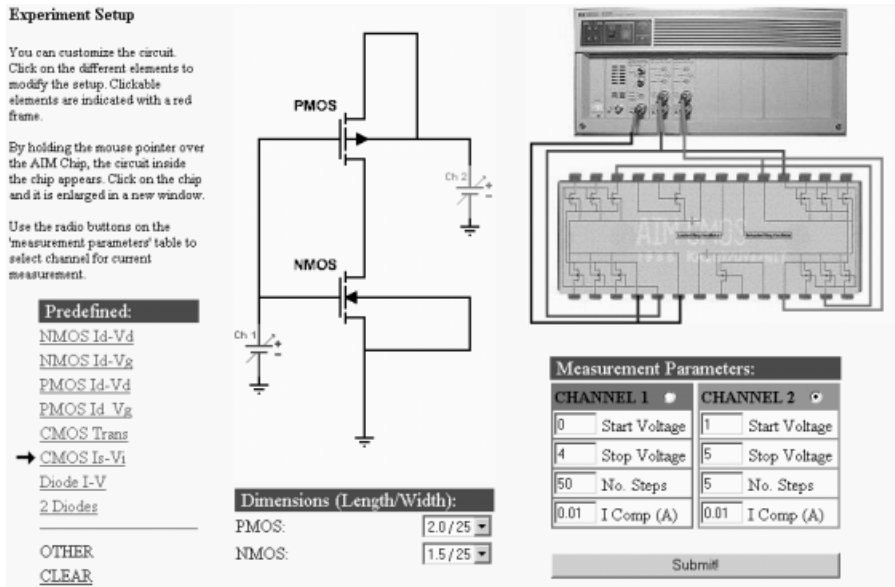 Experiment Setup
You can customize the circuit.
Click on the different elements to
modify the setup. Clickable
elements are indicated with a red
frame.
By holding the mouse pointer over
the AIM Chip, the circuit inside
the chip appears. Click on the chip
and it is enlarged in a new window.
Use the radio buttons on the
'measurement parameters' table to
select channel for current
measurement.
Predefined:
NMOS Id-Vd
NMOS Id-Vg
PMOS Id-Vd
PMOS Id Vg
CMOS Trans
CMOS Is-Vi
Diode I-V
2 Diodes
OTHER
CLEAR
PMOS
Ch 2
+
-
NMOS
Ch 1
+
-
Dimensions (Length/Width):
PMOS: 2.0 / 25
NMOS: 1.5 / 25
AIM CMOS
Measurement Parameters:
CHANNEL 1 CHANNEL 2
0 Start Voltage 1 Start Voltage
4 Stop Voltage 5 Stop Voltage
50 No. Steps 5 No. Steps
0.01 I Comp (A) 0.01 I Comp (A)
Submit!